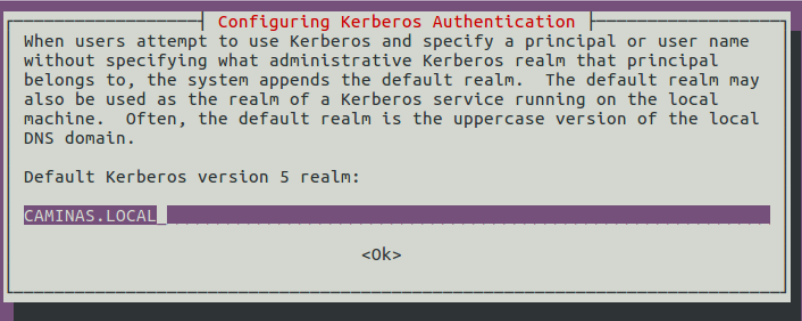 Configuring Kerberos Authentication
When users attempt to use Kerberos and specify a principal or user name
without specifying what administrative Kerberos realm that principal
belongs to, the system appends the default realm.  The default realm may
also be used as the realm of a Kerberos service running on the local
machine.  Often, the default realm is the uppercase version of the local
DNS domain.
Default Kerberos version 5 realm:
CAMINAS.LOCAL
<Ok>